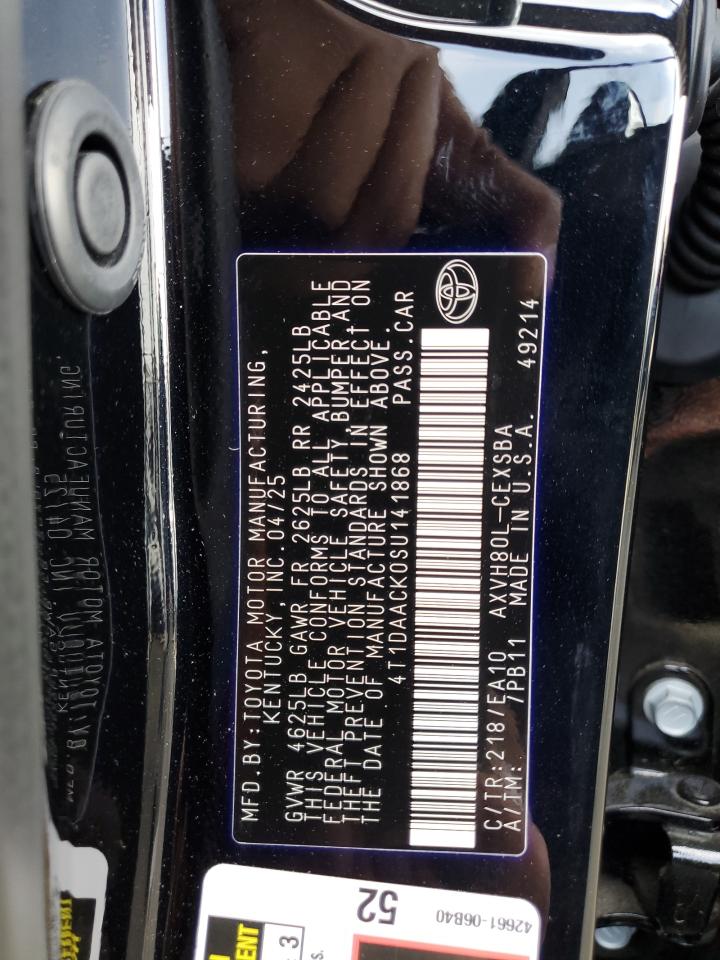 MFD.BY:TOYOTA MOTOR MANUFACTURING,
KENTUCKY, INC.04/25
GVWR 4625LB GAWR FR 2625LB RR 2425LB
THIS VEHICLE CONFORMS TO ALL APPLICABLE
FEDERAL MOTOR VEHICLE SAFETY, BUMPER,AND
THEFT PREVENTION STANDARDS IN EFFECT ON
THE DATE OF MANUFACTURE SHOWN ABOVE.
4T1DAACK0SU141868 PASS.CAR
C/TR:218/EA10 AXVH80L-CEXSBA
A/TM: /PB11 MADE IN U.S.A. 49214
52
42661-06B40
3